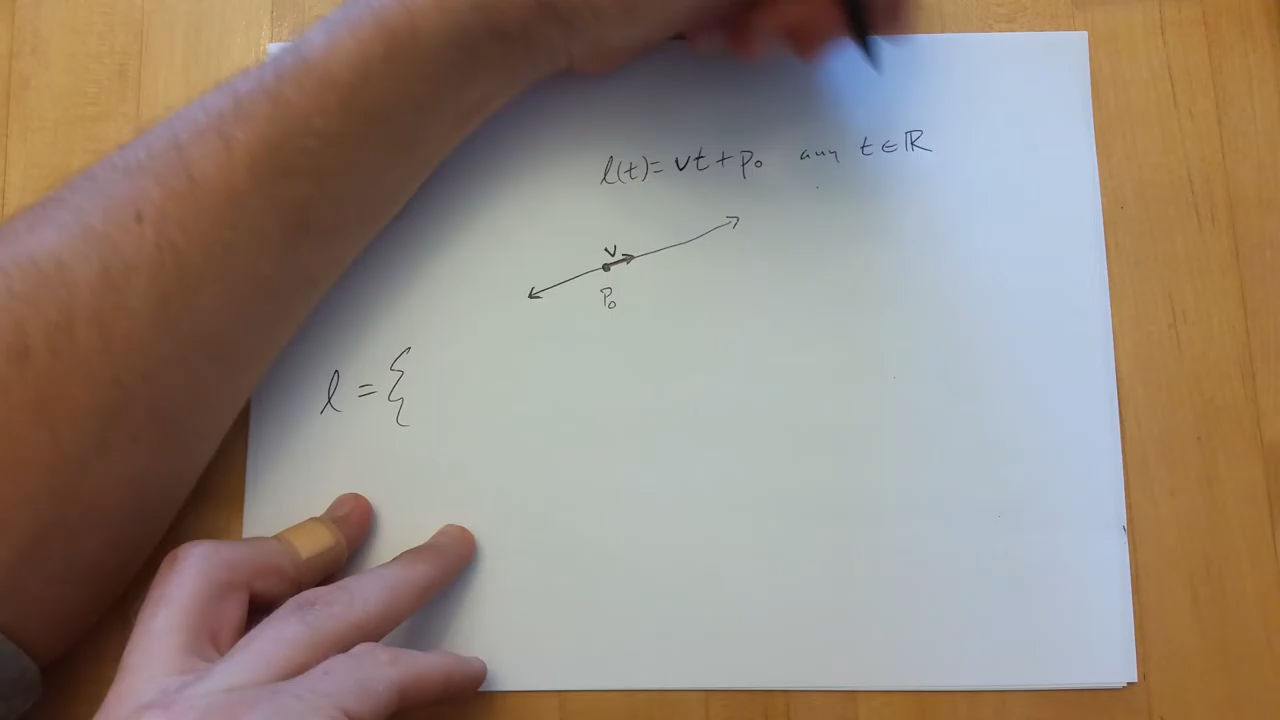 l(t)= vt + p₀ any t ∈ ℝ
v
p₀
l = {